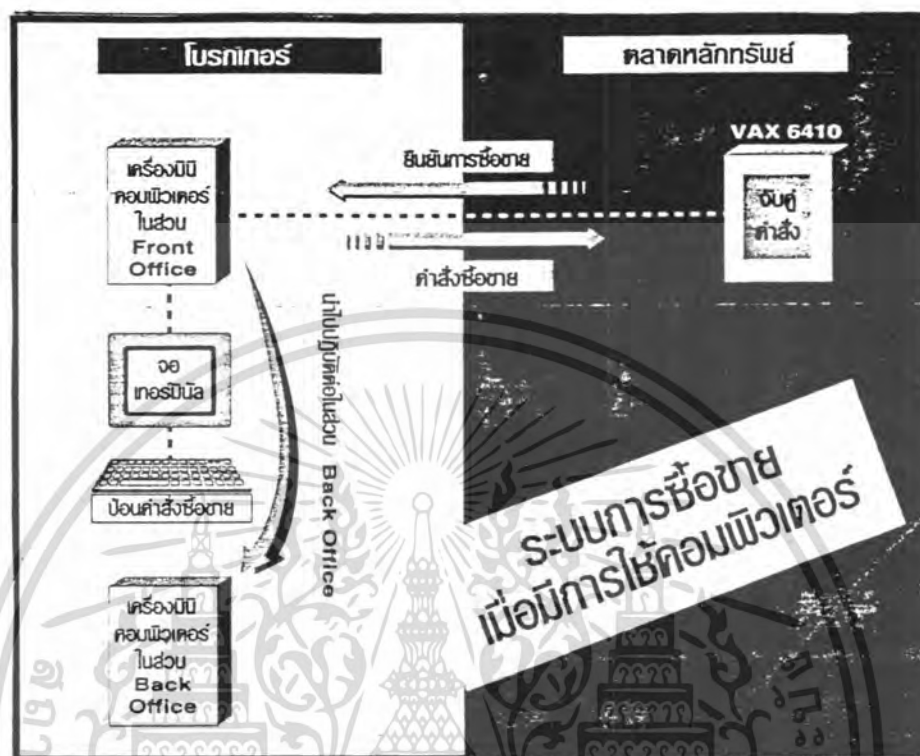 โบรกเกอร์
ตลาดหลักทรัพย์
เครื่องมินิ
คอมพิวเตอร์
ในส่วน
Front
Office
ยืนยันการซื้อขาย
คำสั่งซื้อขาย
VAX 6410
จับคู่
คำสั่ง
จอ
เทอร์มินัล
ป้อนคำสั่งซื้อขาย
นำไปปฏิบัติต่อในส่วน Back Office
เครื่องมินิ
คอมพิวเตอร์
ในส่วน
Back
Office
ระบบการซื้อขาย
เมื่อมีการใช้คอมพิวเตอร์